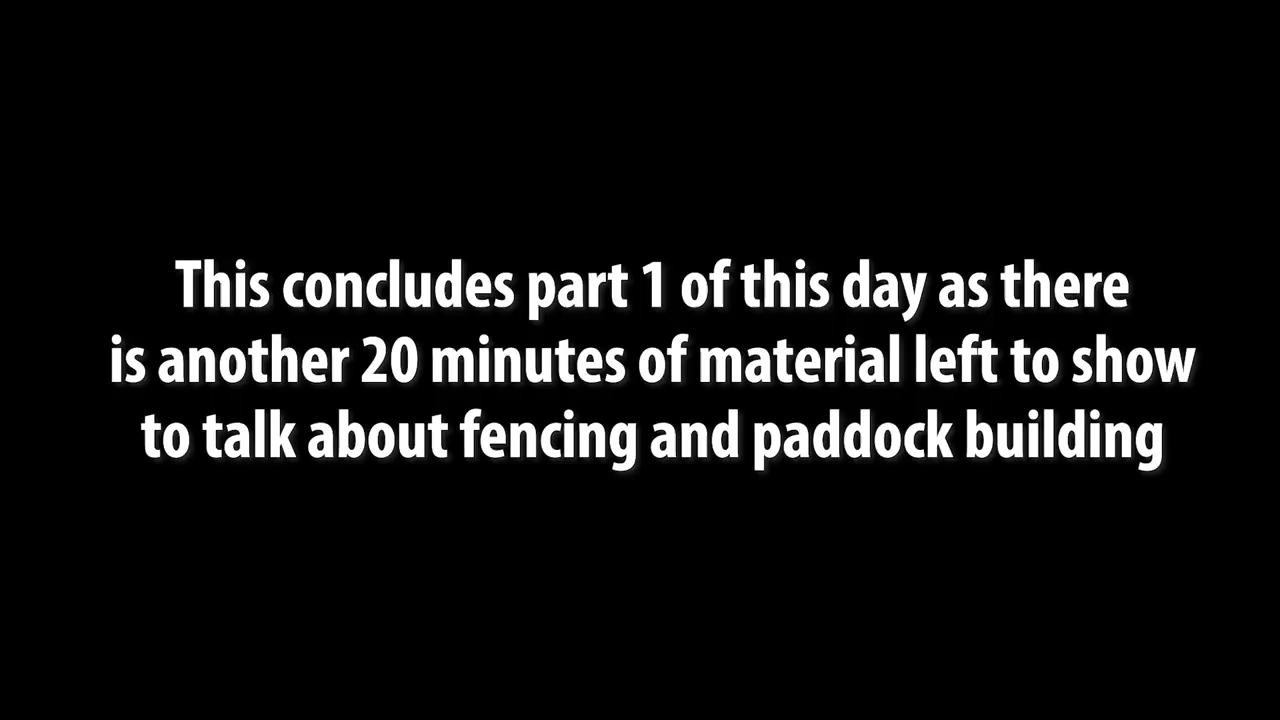 This concludes part 1 of this day as there
is another 20 minutes of material left to show
to talk about fencing and paddock building